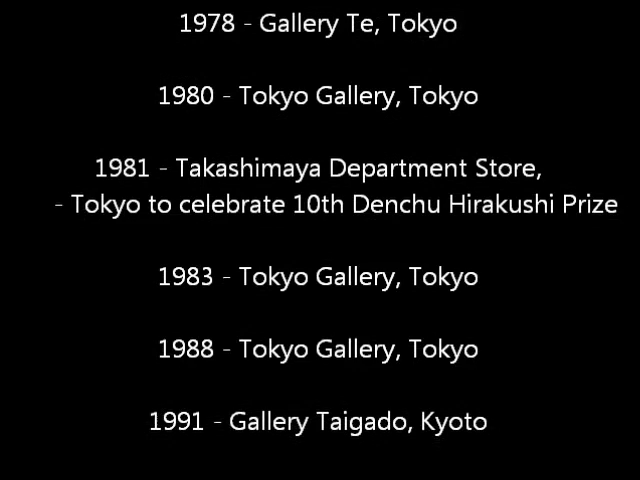 1978 - Gallery Te, Tokyo
1980 - Tokyo Gallery, Tokyo
1981 - Takashimaya Department Store,
- Tokyo to celebrate 10th Denchu Hirakushi Prize
1983 - Tokyo Gallery, Tokyo
1988 - Tokyo Gallery, Tokyo
1991 - Gallery Taigado, Kyoto